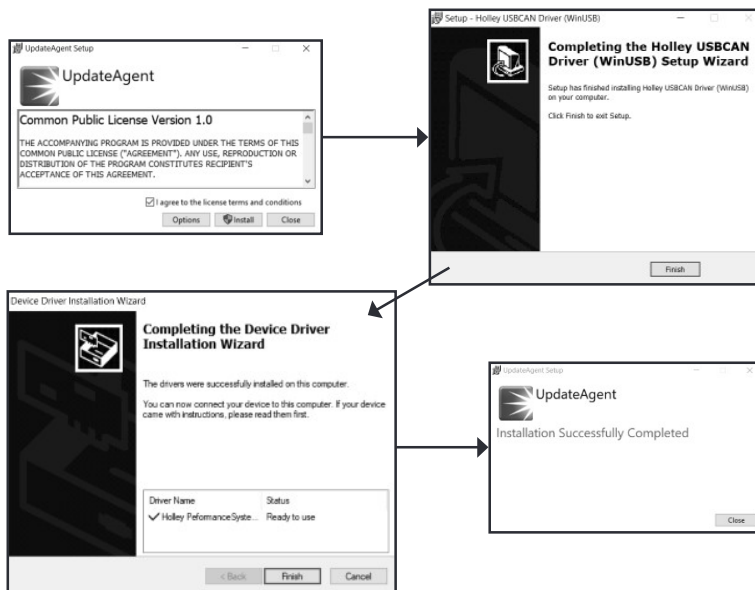 UpdateAgent Setup
UpdateAgent
Common Public License Version 1.0
THE ACCOMPANYING PROGRAM IS PROVIDED UNDER THE TERMS OF THIS
COMMON PUBLIC LICENSE ("AGREEMENT"). ANY USE, REPRODUCTION OR
DISTRIBUTION OF THE PROGRAM CONSTITUTES RECIPIENT'S
ACCEPTANCE OF THIS AGREEMENT.
I agree to the license terms and conditions
Options Install Close
Setup - Holley USBCAN Driver (WinUSB)
Completing the Holley USBCAN
Driver (WinUSB) Setup Wizard
Setup has finished installing Holley USBCAN Driver (WinUSB)
on your computer.
Click Finish to exit Setup.
Finish
Device Driver Installation Wizard
Completing the Device Driver
Installation Wizard
The drivers were successfully installed on this computer.
You can now connect your device to this computer. If your device
came with instructions, please read them first.
Driver Name Status
Holley PeformanceSyste... Ready to use
< Back Finish Cancel
UpdateAgent Setup
UpdateAgent
Installation Successfully Completed
Close